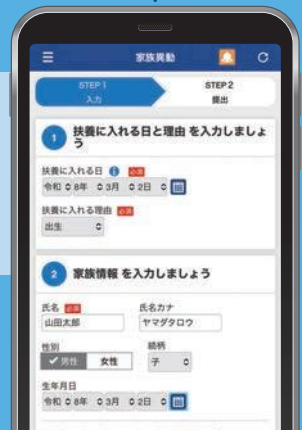 家族異動
STEP 1
入力
STEP 2
提出
1 扶養に入れる日と理由 を入力しましょ
う
扶養に入れる日 i 必須
令和 8年 3月 2日
扶養に入れる理由 必須
出生
2 家族情報 を入力しましょう
氏名 必須 氏名カナ
山田太郎 ヤマダタロウ
性別 続柄
男性 女性 子
生年月日
令和 8年 3月 2日